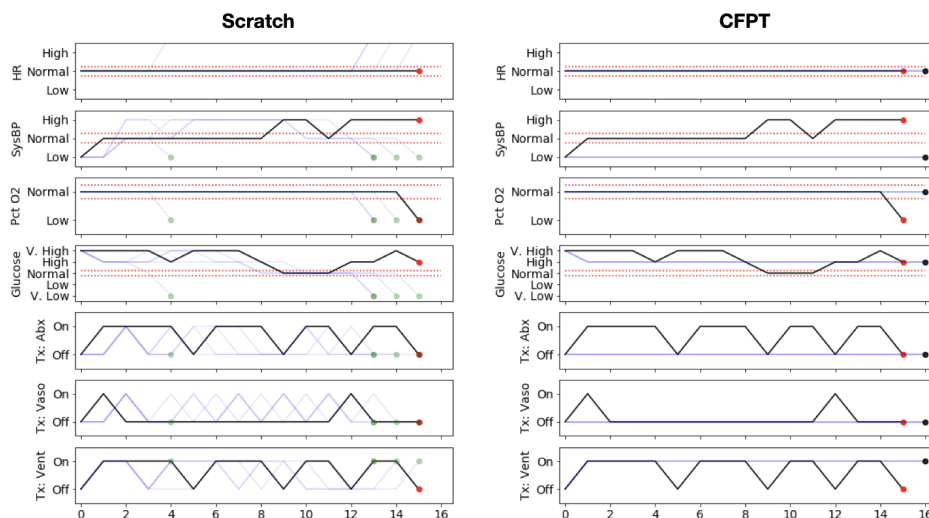 Scratch
CFPT
HR
High
Normal
Low
HR
High
Normal
Low
SysBP
High
Normal
Low
SysBP
High
Normal
Low
Pct O2
Normal
Low
Pct O2
Normal
Low
Glucose
V. High
High
Normal
Low
V. Low
Glucose
V. High
High
Normal
Low
V. Low
Tx: Abx
On
Off
Tx: Abx
On
Off
Tx: Vaso
On
Off
Tx: Vaso
On
Off
Tx: Vent
On
Off
Tx: Vent
On
Off
0 2 4 6 8 10 12 14 16
0 2 4 6 8 10 12 14 16